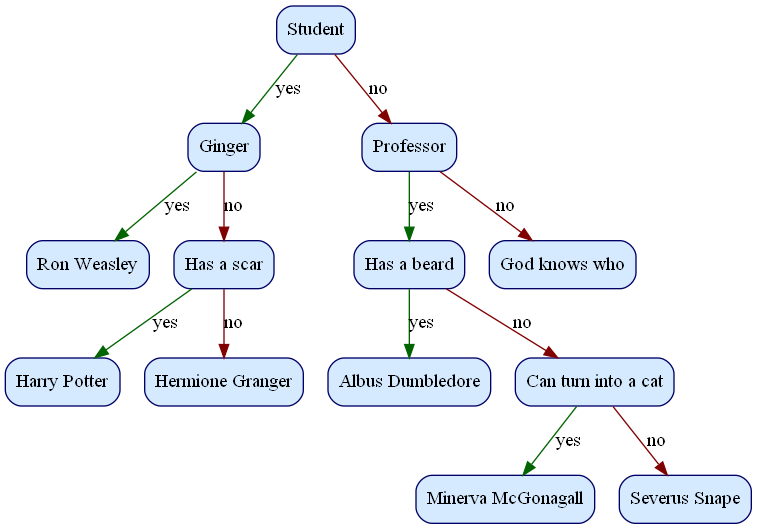 Student
yes
no
Ginger
Professor
yes
no
yes
no
Ron Weasley
Has a scar
Has a beard
God knows who
yes
no
yes
no
Harry Potter
Hermione Granger
Albus Dumbledore
Can turn into a cat
yes
no
Minerva McGonagall
Severus Snape